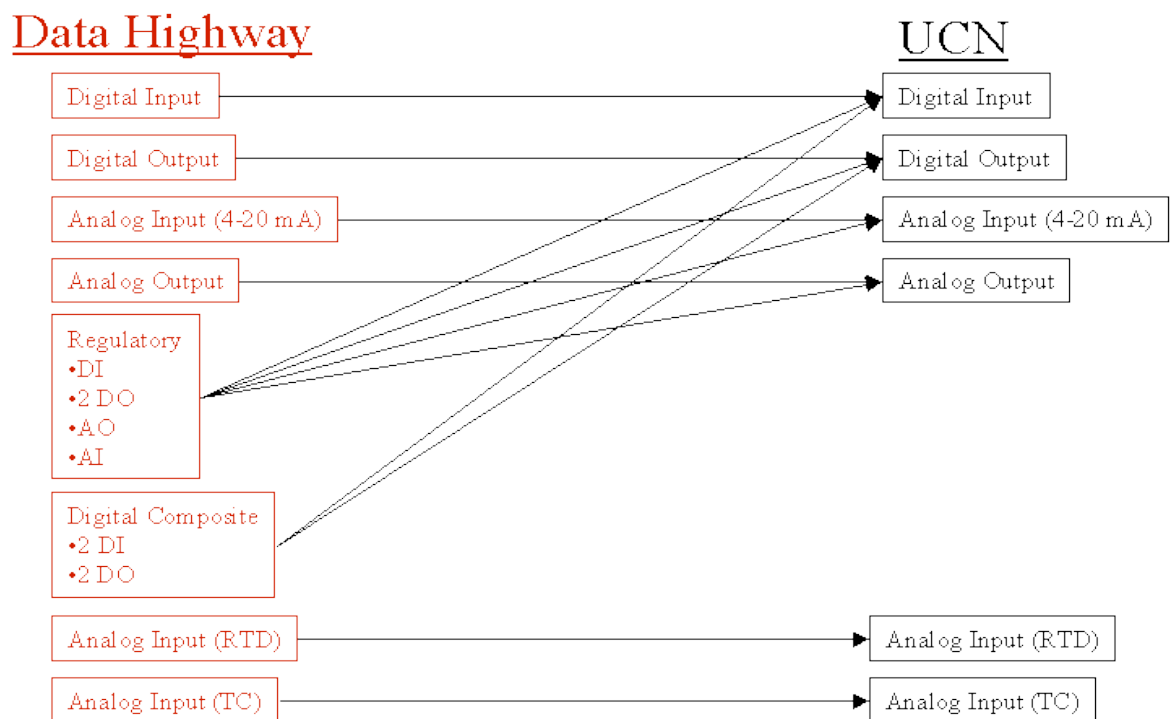 Data Highway
UCN
Digital Input
Digital Input
Digital Output
Digital Output
Analog Input (4-20 mA)
Analog Input (4-20 mA)
Analog Output
Analog Output
Regulatory
•DI
•2 DO
•AO
•AI
Digital Composite
•2 DI
•2 DO
Analog Input (RTD)
Analog Input (RTD)
Analog Input (TC)
Analog Input (TC)